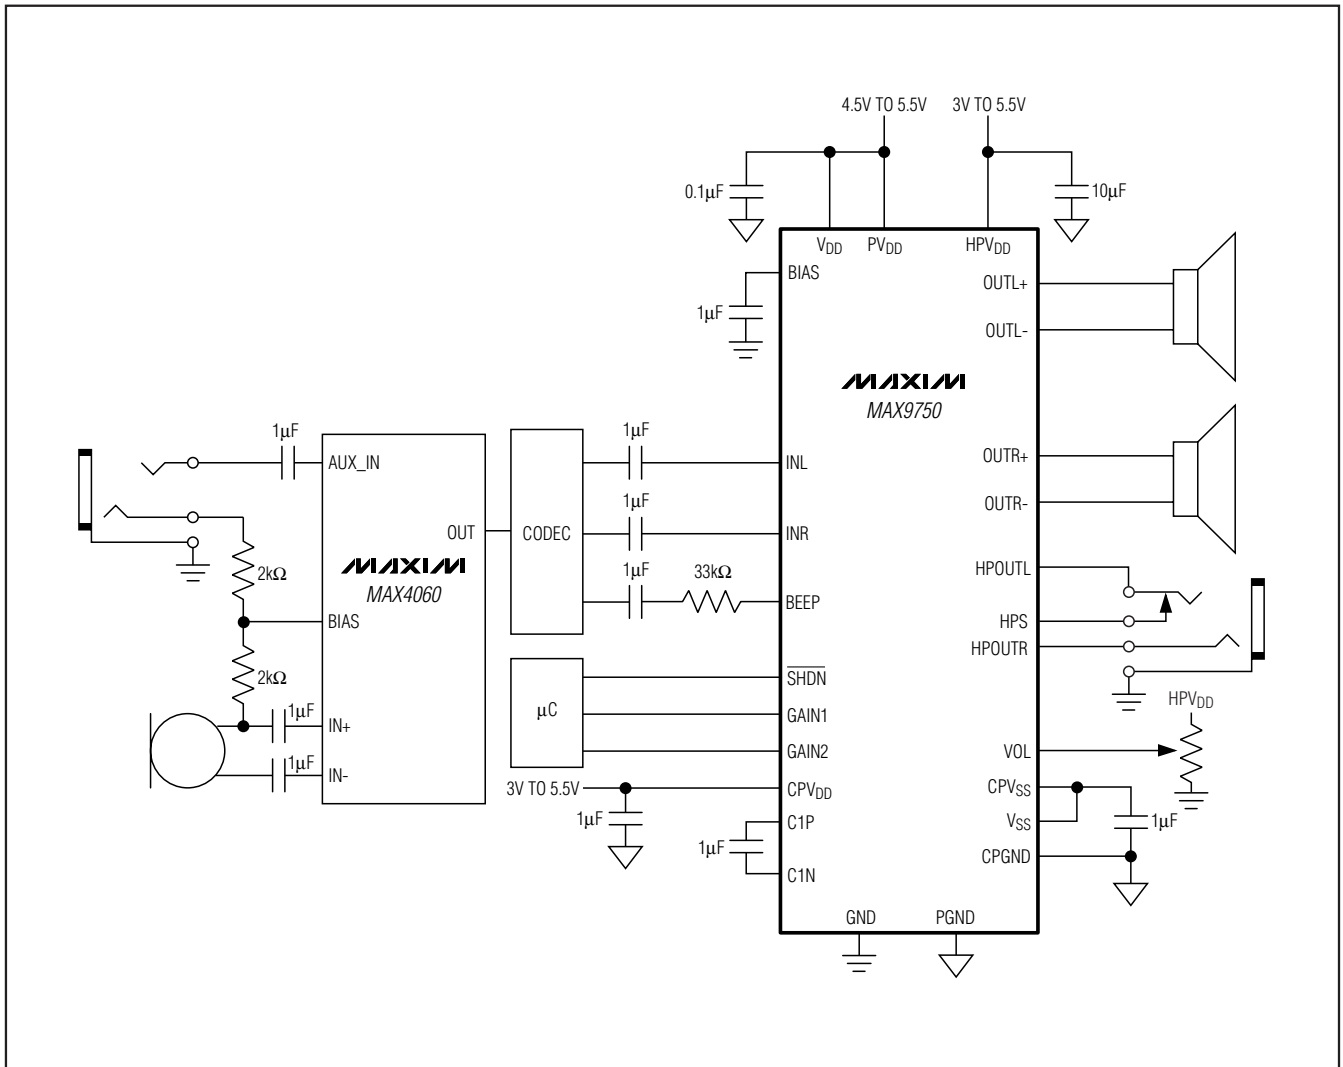 4.5V TO 5.5V
3V TO 5.5V
0.1µF
10µF
VDD
PVDD
HPVDD
BIAS
1µF
OUTL+
OUTL-
MAXIM
MAX9750
1µF
AUX_IN
OUT
MAXIM
MAX4060
2kΩ
BIAS
2kΩ
1µF
IN+
1µF
IN-
CODEC
1µF
INL
1µF
INR
1µF
33kΩ
BEEP
OUTR+
OUTR-
HPOUTL
HPS
HPOUTR
µC
SHDN
GAIN1
GAIN2
HPVDD
VOL
3V TO 5.5V
CPVDD
1µF
C1P
1µF
C1N
CPVSS
VSS
1µF
CPGND
GND
PGND